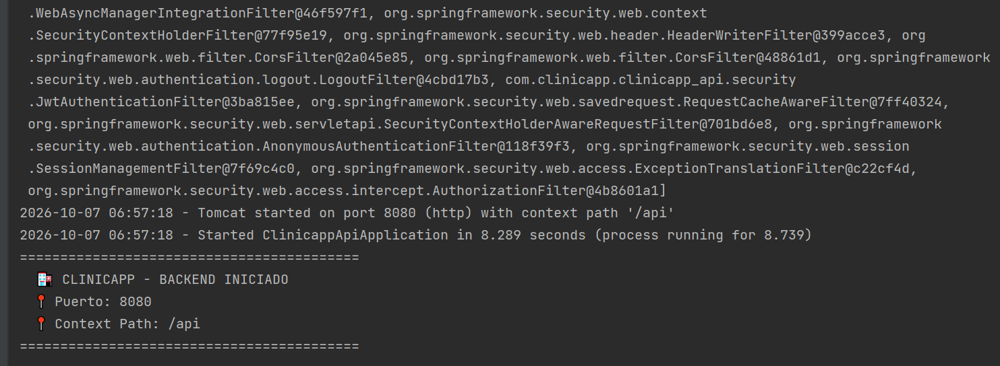 .WebAsyncManagerIntegrationFilter@46f597f1, org.springframework.security.web.context
.SecurityContextHolderFilter@77f95e19, org.springframework.security.web.header.HeaderWriterFilter@399acce3, org
.springframework.web.filter.CorsFilter@2a045e85, org.springframework.web.filter.CorsFilter@48861d1, org.springframework
.security.web.authentication.logout.LogoutFilter@4cbd17b3, com.clinicapp.clinicapp_api.security
.JwtAuthenticationFilter@3ba815ee, org.springframework.security.web.savedrequest.RequestCacheAwareFilter@7ff40324,
org.springframework.security.web.servletapi.SecurityContextHolderAwareRequestFilter@701bd6e8, org.springframework
.security.web.authentication.AnonymousAuthenticationFilter@118f39f3, org.springframework.security.web.session
.SessionManagementFilter@7f69c4c0, org.springframework.security.web.access.ExceptionTranslationFilter@c22cf4d,
org.springframework.security.web.access.intercept.AuthorizationFilter@4b8601a1]
2026-10-07 06:57:18 - Tomcat started on port 8080 (http) with context path '/api'
2026-10-07 06:57:18 - Started ClinicappApiApplication in 8.289 seconds (process running for 8.739)
==========================================
🏥 CLINICAPP - BACKEND INICIADO
📍 Puerto: 8080
📍 Context Path: /api
==========================================